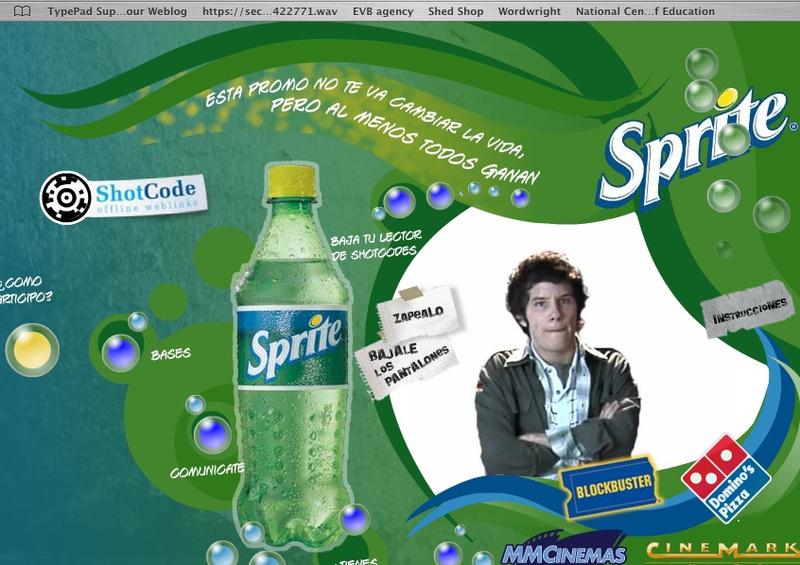 TypePad Sup...our Weblog https://sec...422771.wav EVB agency Shed Shop Wordwright National Cen...f Education
ESTA PROMO NO TE VA CAMBIAR LA VIDA,
PERO AL MENOS TODOS GANAN
Sprite
ShotCode
offline weblinks
BAJA TU LECTOR
DE SHOTCODES
¿COMO
ARTICIPO?
ZAPEALO
INSTRUCCIONES
Sprite
BAJALE
LOS
PANTALONES
BASES
COMUNICATE
BLOCKBUSTER
Domino's
Pizza
MMCINEMAS
CINEMARK